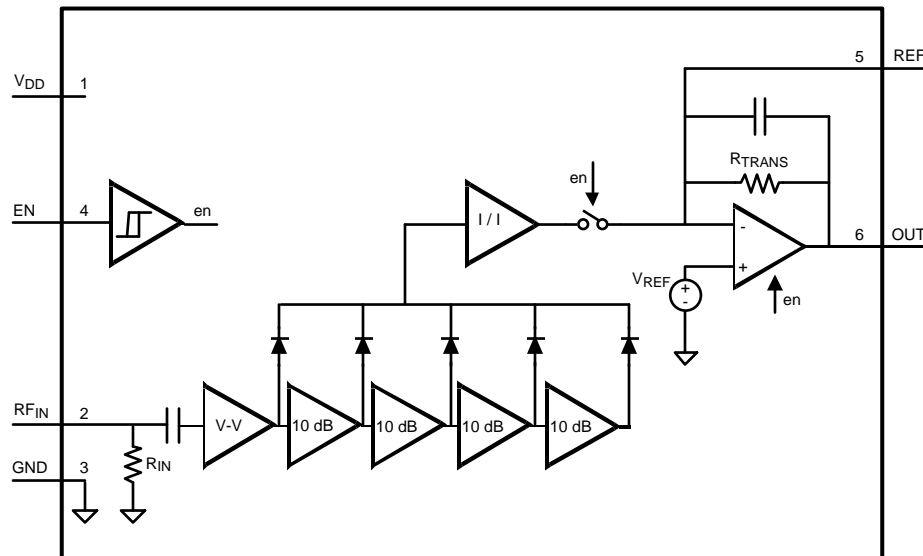 5 REF
VDD 1
RTRANS
en
EN 4 en
I / I
-
6 OUT
+
VREF + -
en
RFIN 2
V-V 10 dB 10 dB 10 dB 10 dB
RIN
GND 3